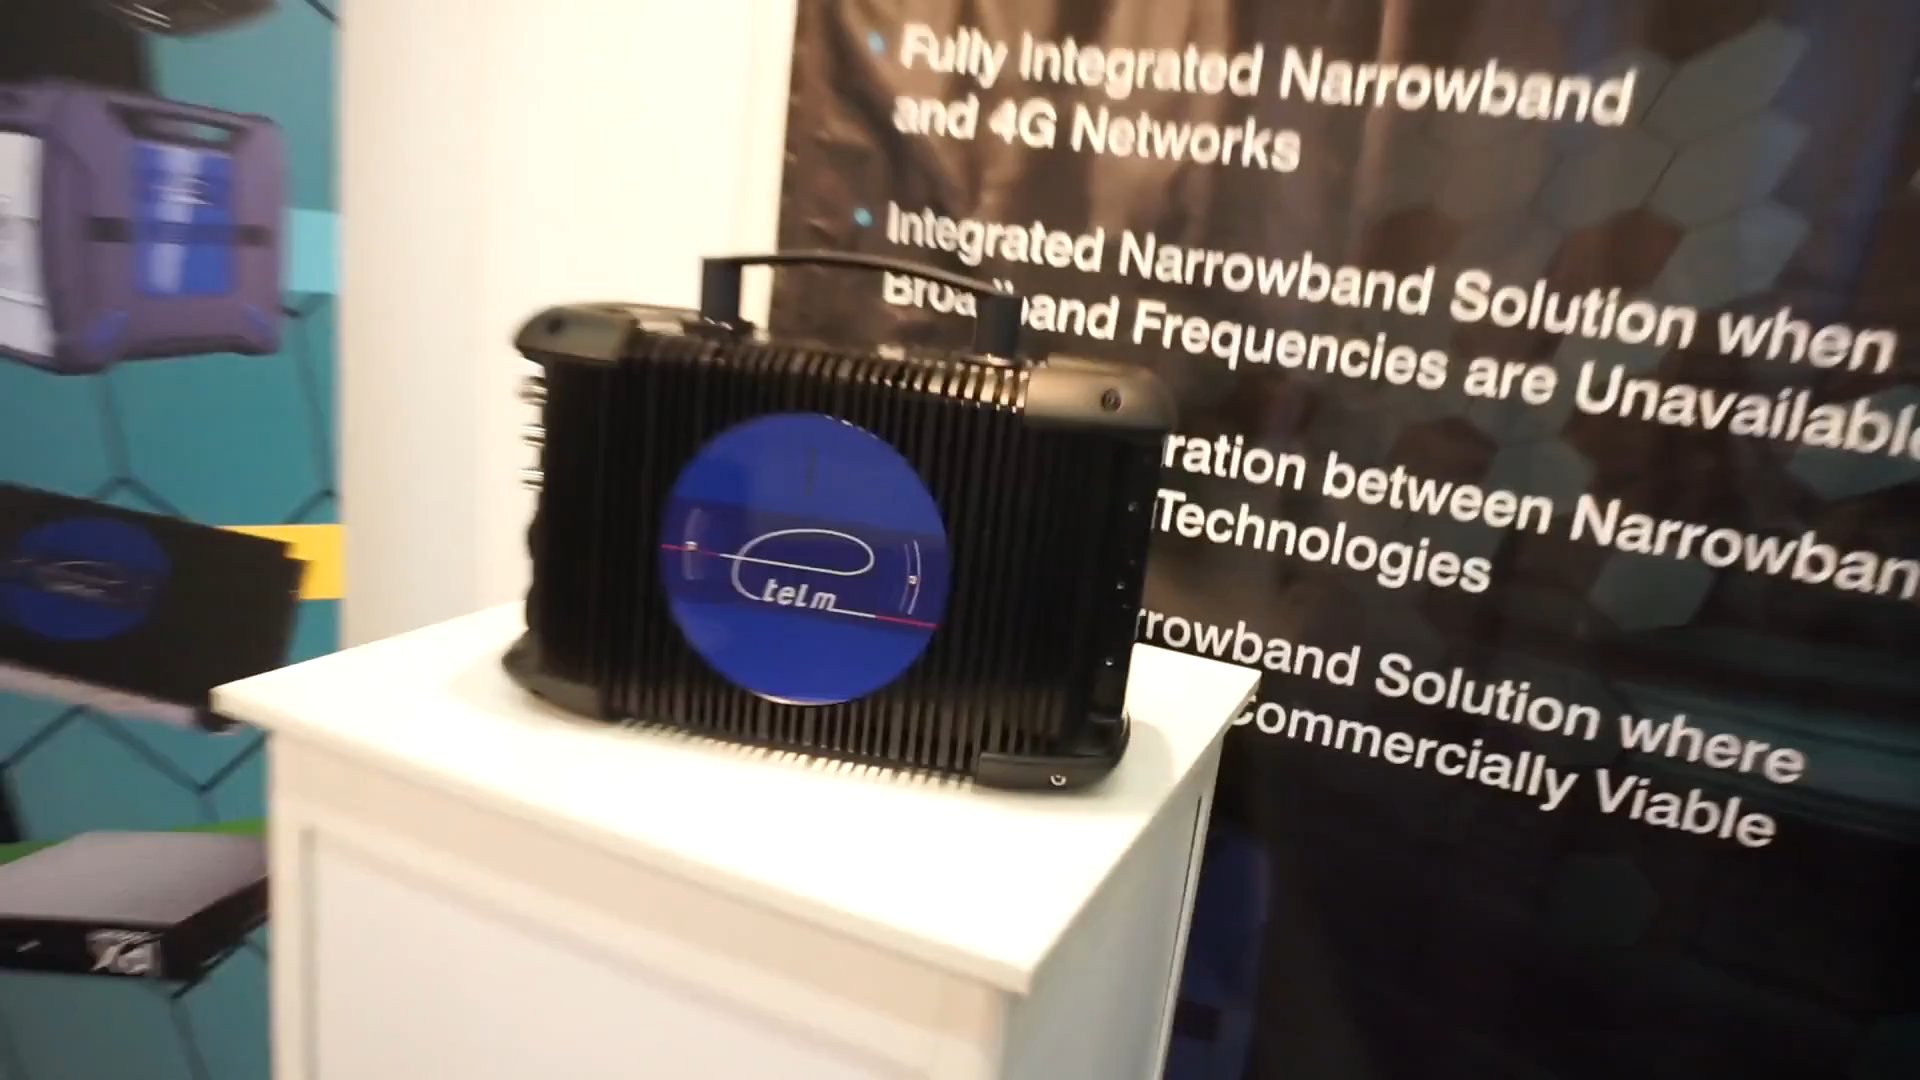 Fully Integrated Narrowband
and 4G Networks
Integrated Narrowband Solution when
Frequencies are Unavailable
ration between Narrowban
Technologies
rrowband Solution where
Commercially Viable
telm